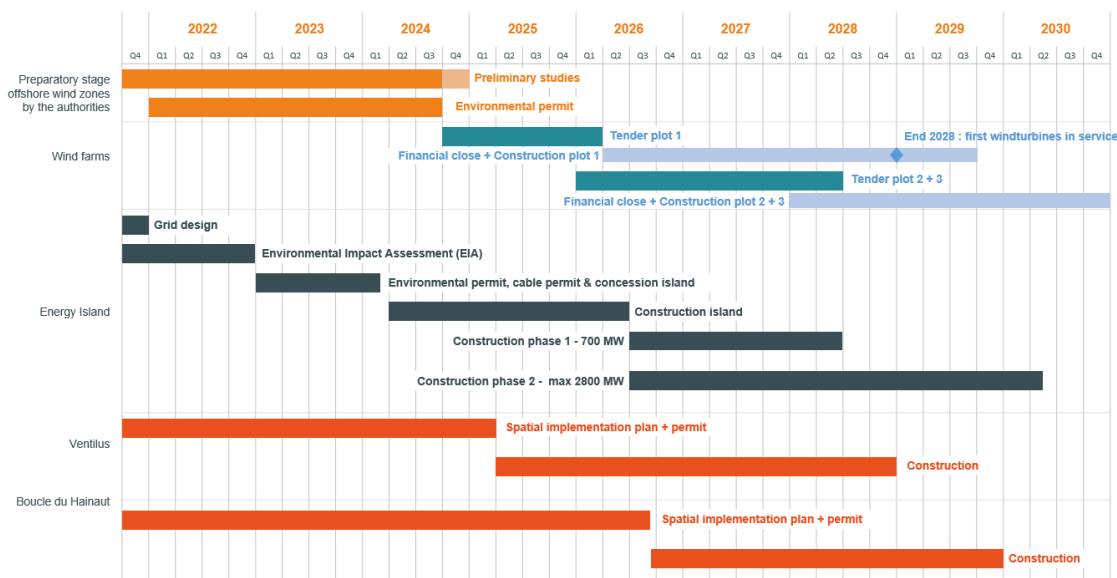 2022 2023 2024 2025 2026 2027 2028 2029 2030
Q4 Q1 Q2 Q3 Q4 Q1 Q2 Q3 Q4 Q1 Q2 Q3 Q4 Q1 Q2 Q3 Q4 Q1 Q2 Q3 Q4 Q1 Q2 Q3 Q4 Q1 Q2 Q3 Q4 Q1 Q2 Q3 Q4 Q1 Q2 Q3 Q4
Preparatory stage
offshore wind zones
by the authorities
Preliminary studies
Environmental permit
Wind farms
Tender plot 1
End 2028 : first windturbines in service
Financial close + Construction plot 1
Tender plot 2 + 3
Financial close + Construction plot 2 + 3
Energy Island
Grid design
Environmental Impact Assessment (EIA)
Environmental permit, cable permit & concession island
Construction island
Construction phase 1 - 700 MW
Construction phase 2 - max 2800 MW
Ventilus
Spatial implementation plan + permit
Construction
Boucle du Hainaut
Spatial implementation plan + permit
Construction